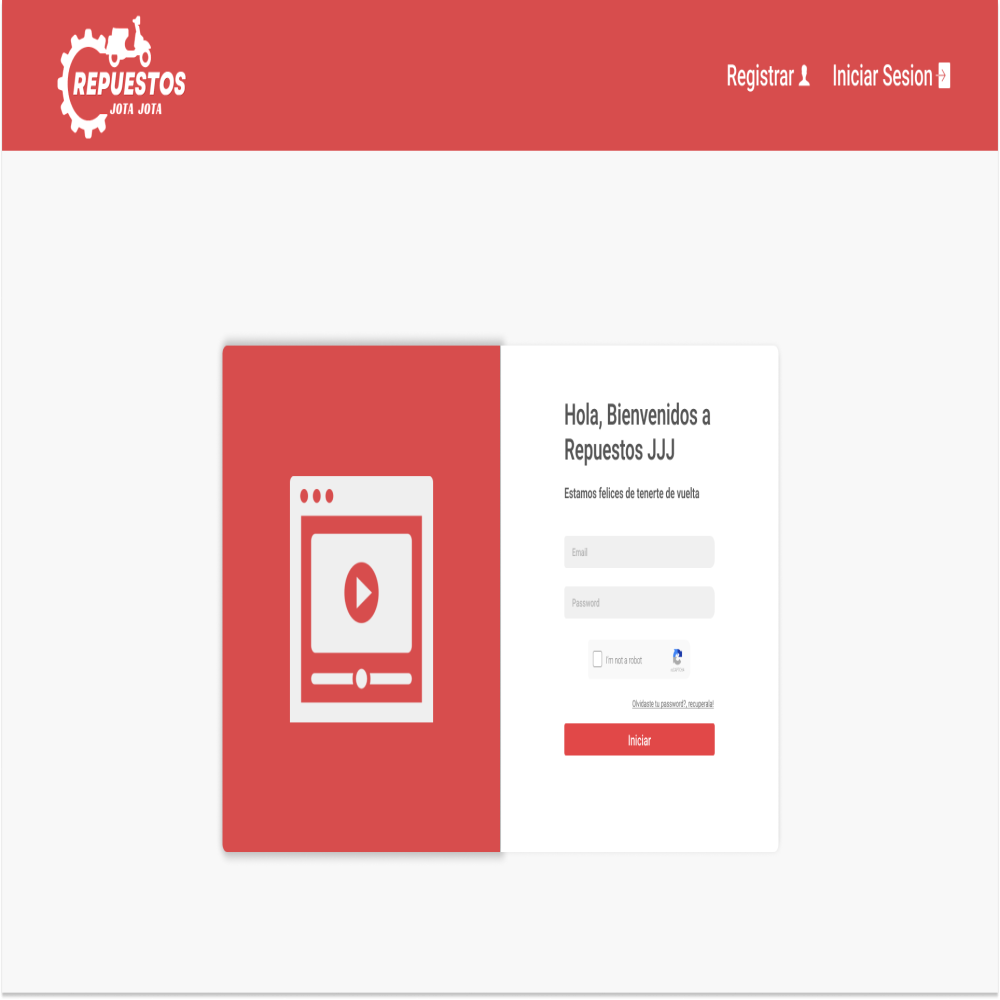 REPUESTOS
JOTA JOTA
Registrar
Iniciar Sesion
Hola, Bienvenidos a
Repuestos JJJ
Estamos felices de tenerte de vuelta
Email
Password
I'm not a robot
reCAPTCHA
Olvidaste tu password?, recuperala!
Iniciar